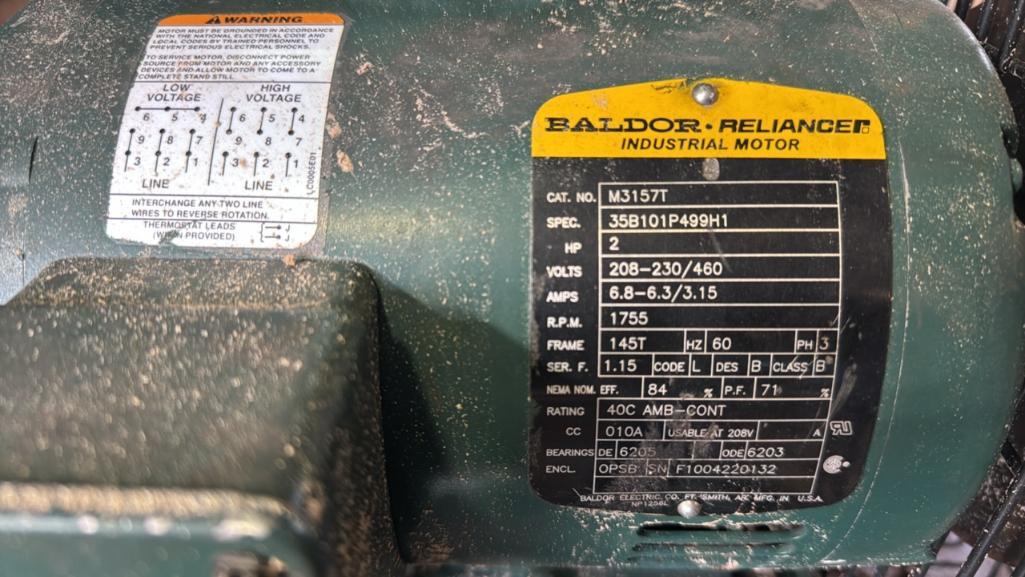 WARNING
MOTOR MUST BE GROUNDED IN ACCORDANCE
WITH THE NATIONAL ELECTRICAL CODE AND
LOCAL CODES BY TRAINED PERSONNEL TO
PREVENT SERIOUS ELECTRICAL SHOCKS.
TO SERVICE MOTOR, DISCONNECT POWER
SOURCE FROM MOTOR AND ANY ACCESSORY
DEVICES AND ALLOW MOTOR TO COME TO A
COMPLETE STAND STILL.
LOW VOLTAGE
6 5 4
9 8 7
3 2 1
LINE
HIGH VOLTAGE
6 5 4
9 8 7
3 2 1
LINE
LC0005E01
INTERCHANGE ANY TWO LINE
WIRES TO REVERSE ROTATION.
THERMOSTAT LEADS J
(WHEN PROVIDED) J
BALDOR · RELIANCER
INDUSTRIAL MOTOR
CAT. NO. M3157T
SPEC. 35B101P499H1
HP 2
VOLTS 208-230/460
AMPS 6.8-6.3/3.15
R.P.M. 1755
FRAME 145T HZ 60 PH 3
SER. F. 1.15 CODE L DES B CLASS B
NEMA NOM. EFF. 84 % P.F. 71 %
RATING 40C AMB-CONT
CC 010A USABLE AT 208V A
BEARINGS DE 6205 ODE 6203
ENCL. OPSB SN F1004220132
BALDOR ELECTRIC. CO. FT. SMITH, AR. MFG. IN U.S.A.